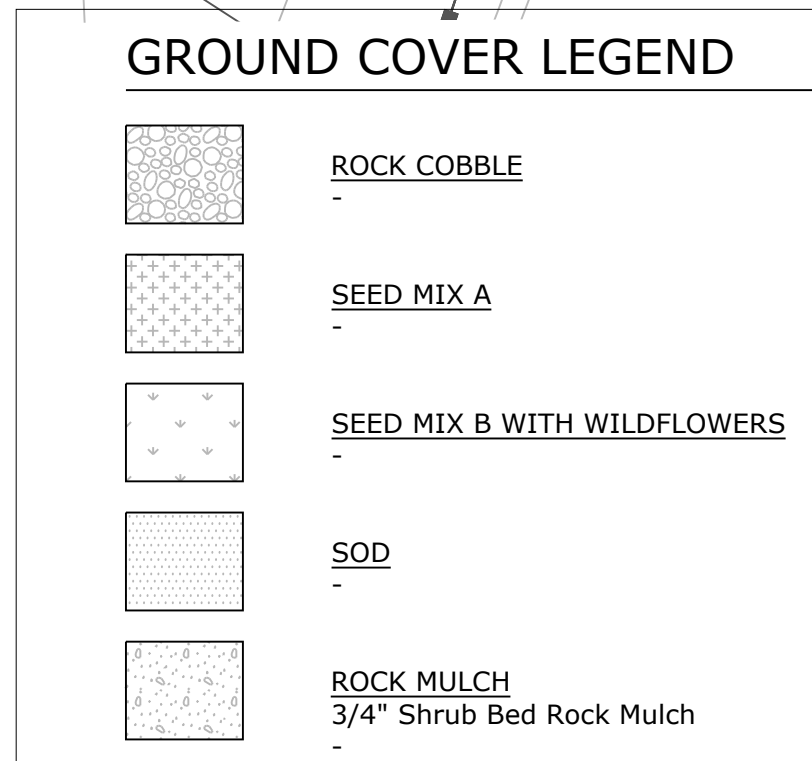 GROUND COVER LEGEND
ROCK COBBLE
-
SEED MIX A
-
SEED MIX B WITH WILDFLOWERS
-
SOD
-
ROCK MULCH
3/4" Shrub Bed Rock Mulch
-